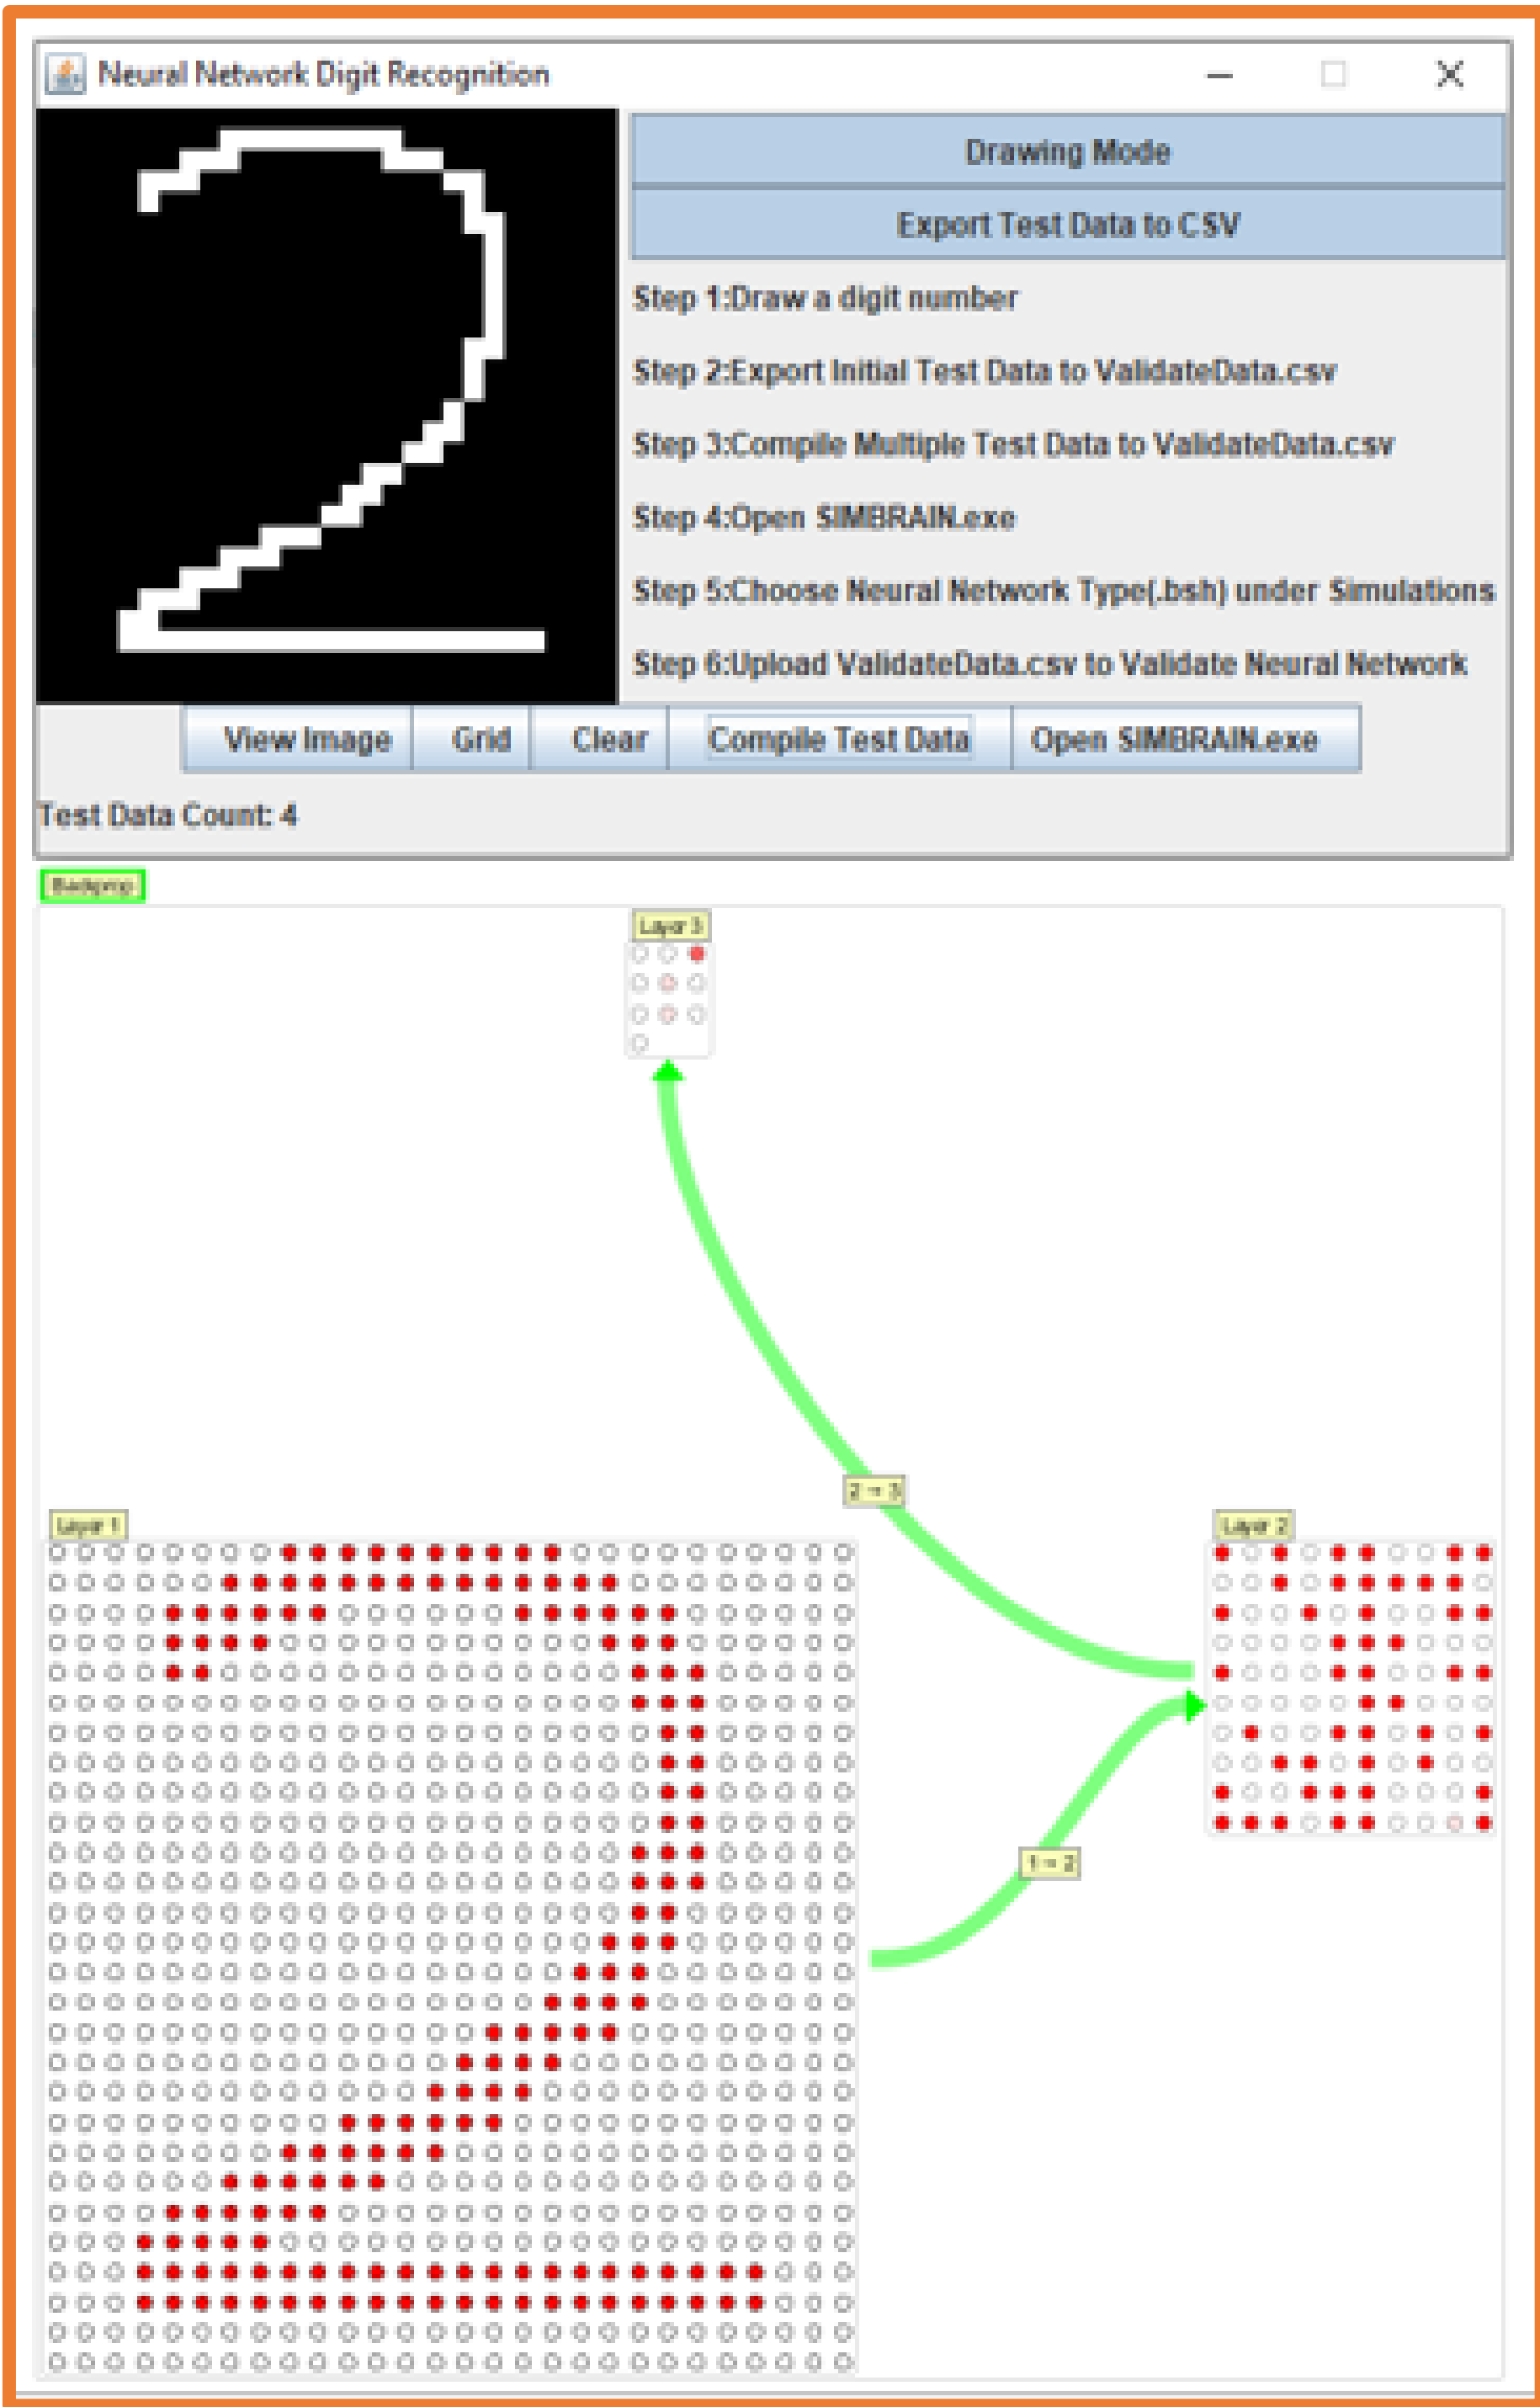 Neural Network Digit Recognition
Drawing Mode
Export Test Data to CSV
Step 1:Draw a digit number
Step 2:Export Initial Test Data to ValidateData.csv
Step 3:Compile Multiple Test Data to ValidateData.csv
Step 4:Open SIMBRAIN.exe
Step 5:Choose Neural Network Type(.bsh) under Simulations
Step 6:Upload ValidateData.csv to Validate Neural Network
View Image Grid Clear Compile Test Data Open SIMBRAIN.exe
Test Data Count: 4
Backprop
Layer 3
2 → 3
Layer 1
Layer 2
1 → 2